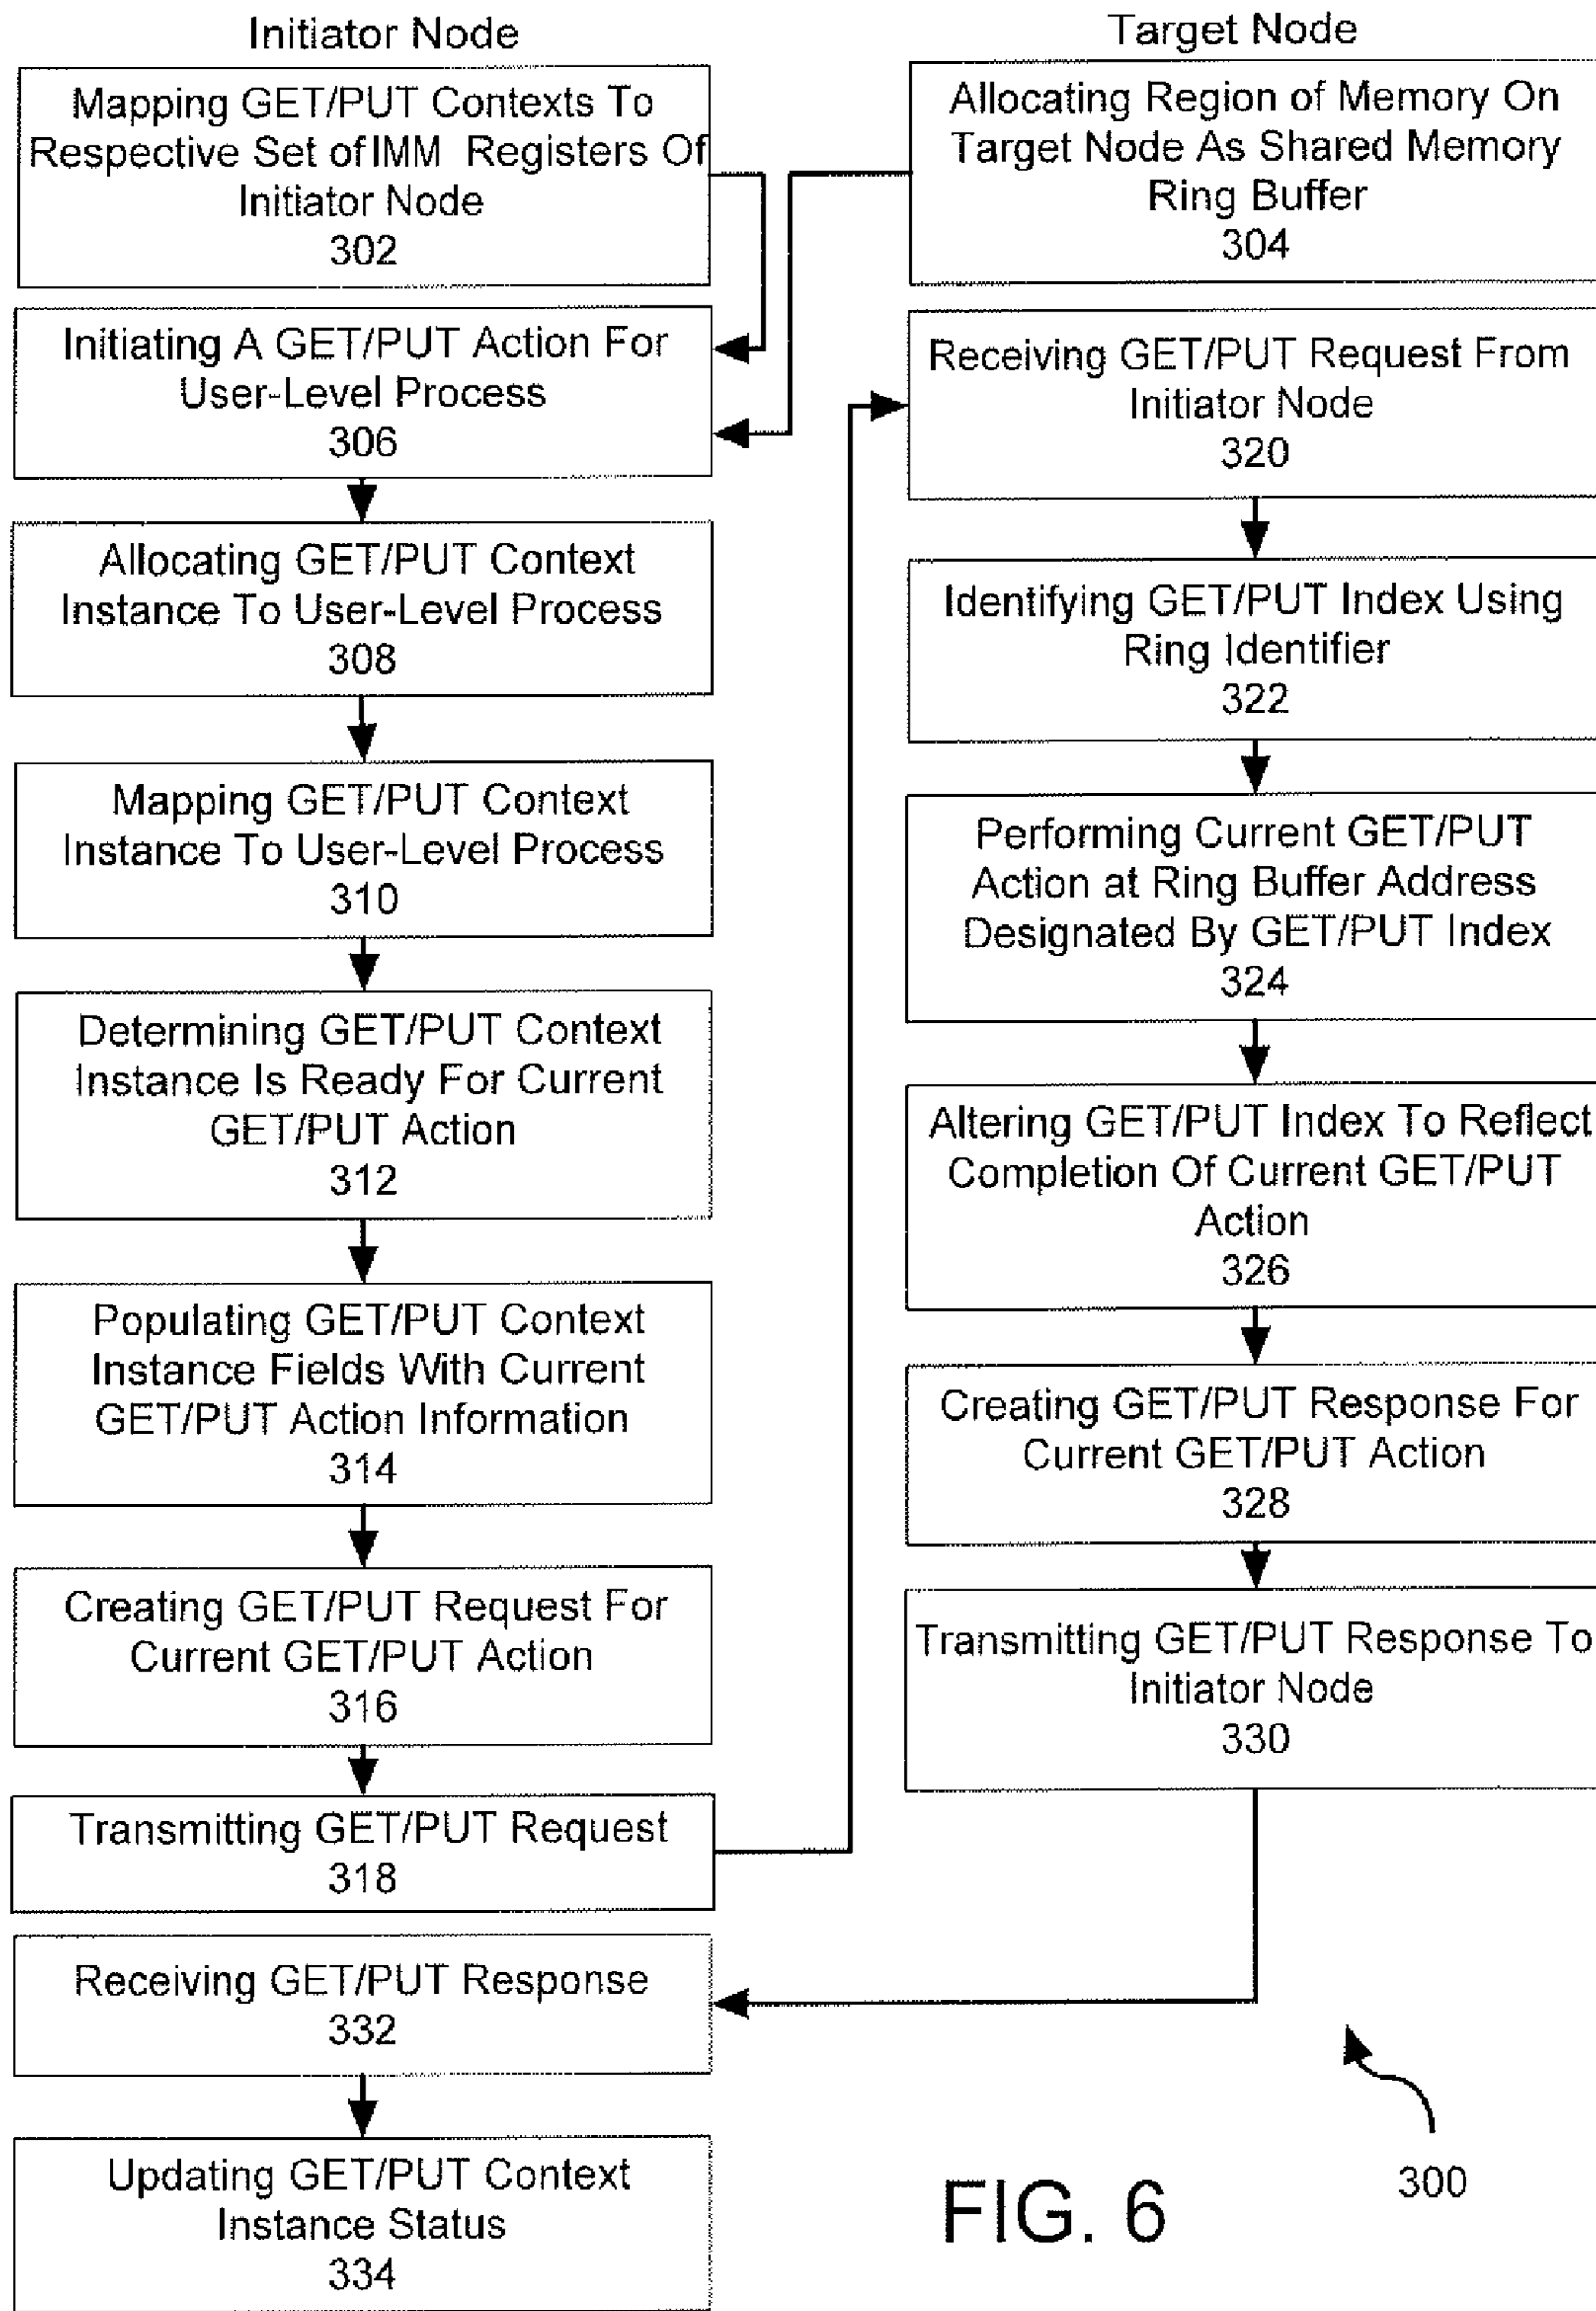 Initiator Node
Mapping GET/PUT Contexts To
Respective Set of IMM Registers Of
Initiator Node
302
Initiating A GET/PUT Action For
User-Level Process
306
Allocating GET/PUT Context
Instance To User-Level Process
308
Mapping GET/PUT Context
Instance To User-Level Process
310
Determining GET/PUT Context
Instance Is Ready For Current
GET/PUT Action
312
Populating GET/PUT Context
Instance Fields With Current
GET/PUT Action Information
314
Creating GET/PUT Request For
Current GET/PUT Action
316
Transmitting GET/PUT Request
318
Receiving GET/PUT Response
332
Updating GET/PUT Context
Instance Status
334
Target Node
Allocating Region of Memory On
Target Node As Shared Memory
Ring Buffer
304
Receiving GET/PUT Request From
Initiator Node
320
Identifying GET/PUT Index Using
Ring Identifier
322
Performing Current GET/PUT
Action at Ring Buffer Address
Designated By GET/PUT Index
324
Altering GET/PUT Index To Reflect
Completion Of Current GET/PUT
Action
326
Creating GET/PUT Response For
Current GET/PUT Action
328
Transmitting GET/PUT Response To
Initiator Node
330
300
FIG. 6